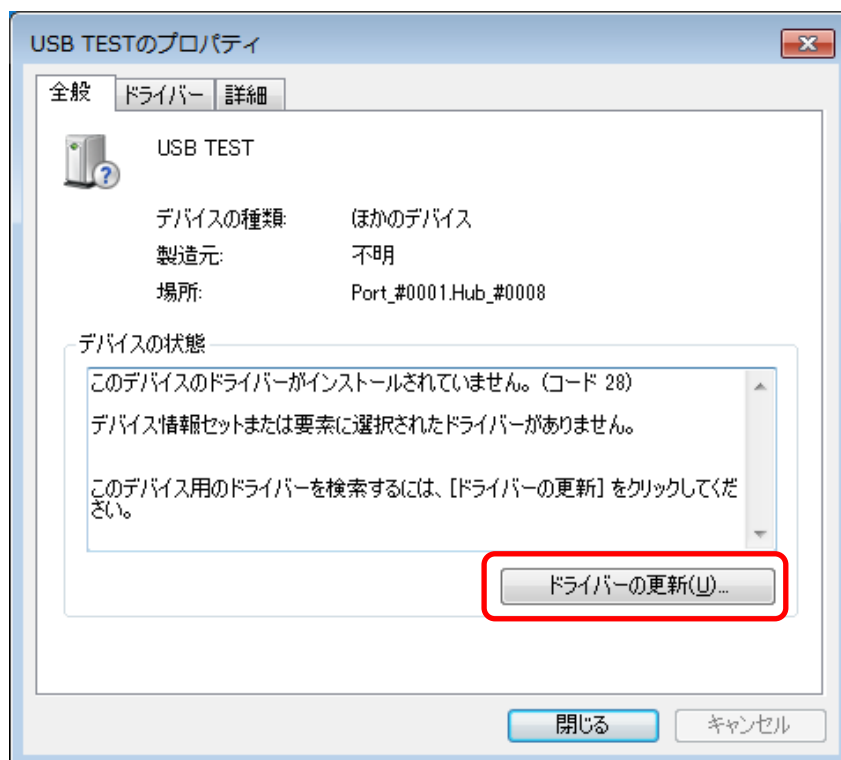 USB TESTのプロパティ
全般 ドライバー 詳細
USB TEST
デバイスの種類: ほかのデバイス
製造元: 不明
場所: Port_#0001.Hub_#0008
デバイスの状態
このデバイスのドライバーがインストールされていません。(コード 28)
デバイス情報セットまたは要素に選択されたドライバーがありません。
このデバイス用のドライバーを検索するには、[ドライバーの更新] をクリックしてくだ
さい。
ドライバーの更新(U)...
閉じる キャンセル